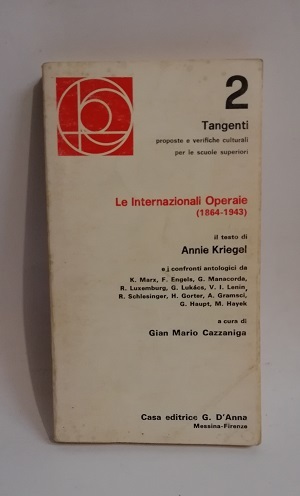 2
Tangenti
proposte e verifiche culturali
per le scuole superiori
Le Internazionali Operaie
(1864-1943)
il testo di
Annie Kriegel
e i confronti antologici da
K. Marx, F. Engels, G. Manacorda,
R. Luxemburg, G. Lukács, V. I. Lenin,
R. Schlesinger, H. Gorter, A. Gramsci,
G. Haupt, M. Hayek
a cura di
Gian Mario Cazzaniga
Casa editrice G. D'Anna
Messina-Firenze